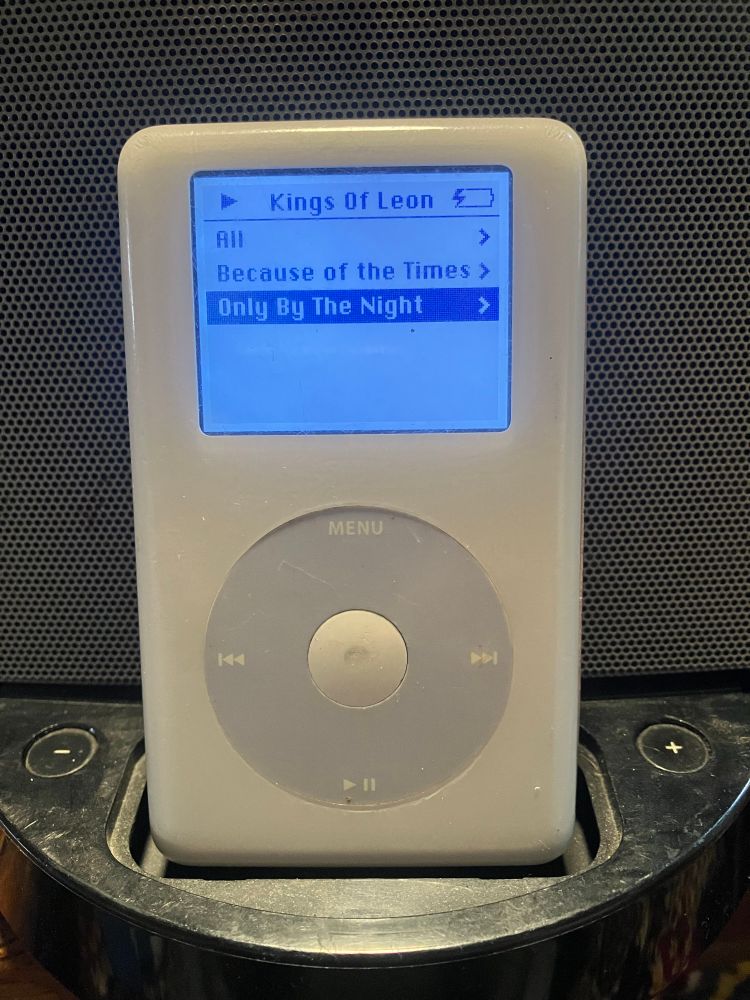 Kings Of Leon
All
Because of the Times
Only By The Night
MENU
-
+